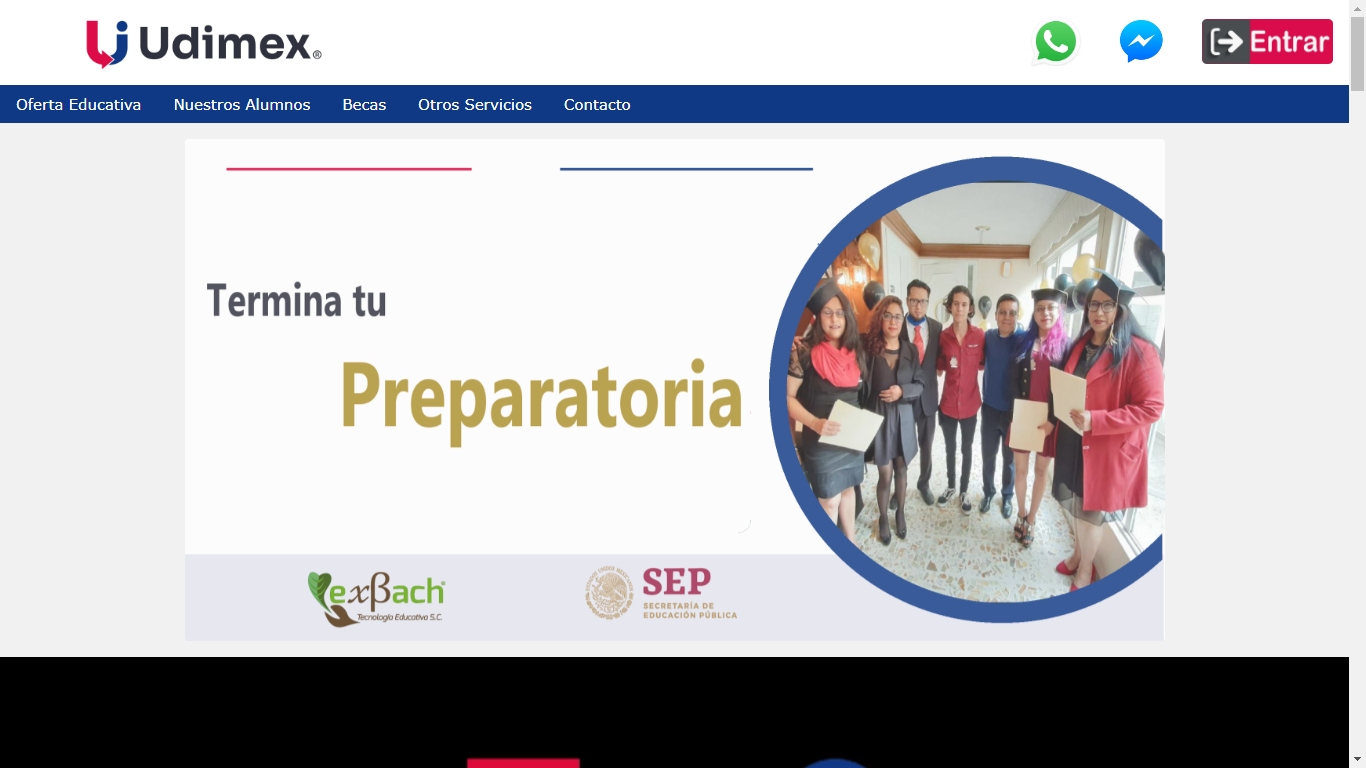 Udimex®
Entrar
Oferta Educativa
Nuestros Alumnos
Becas
Otros Servicios
Contacto
Termina tu
Preparatoria
exβach®
Tecnología Educativa S.C.
SEP
SECRETARÍA DE
EDUCACIÓN PÚBLICA